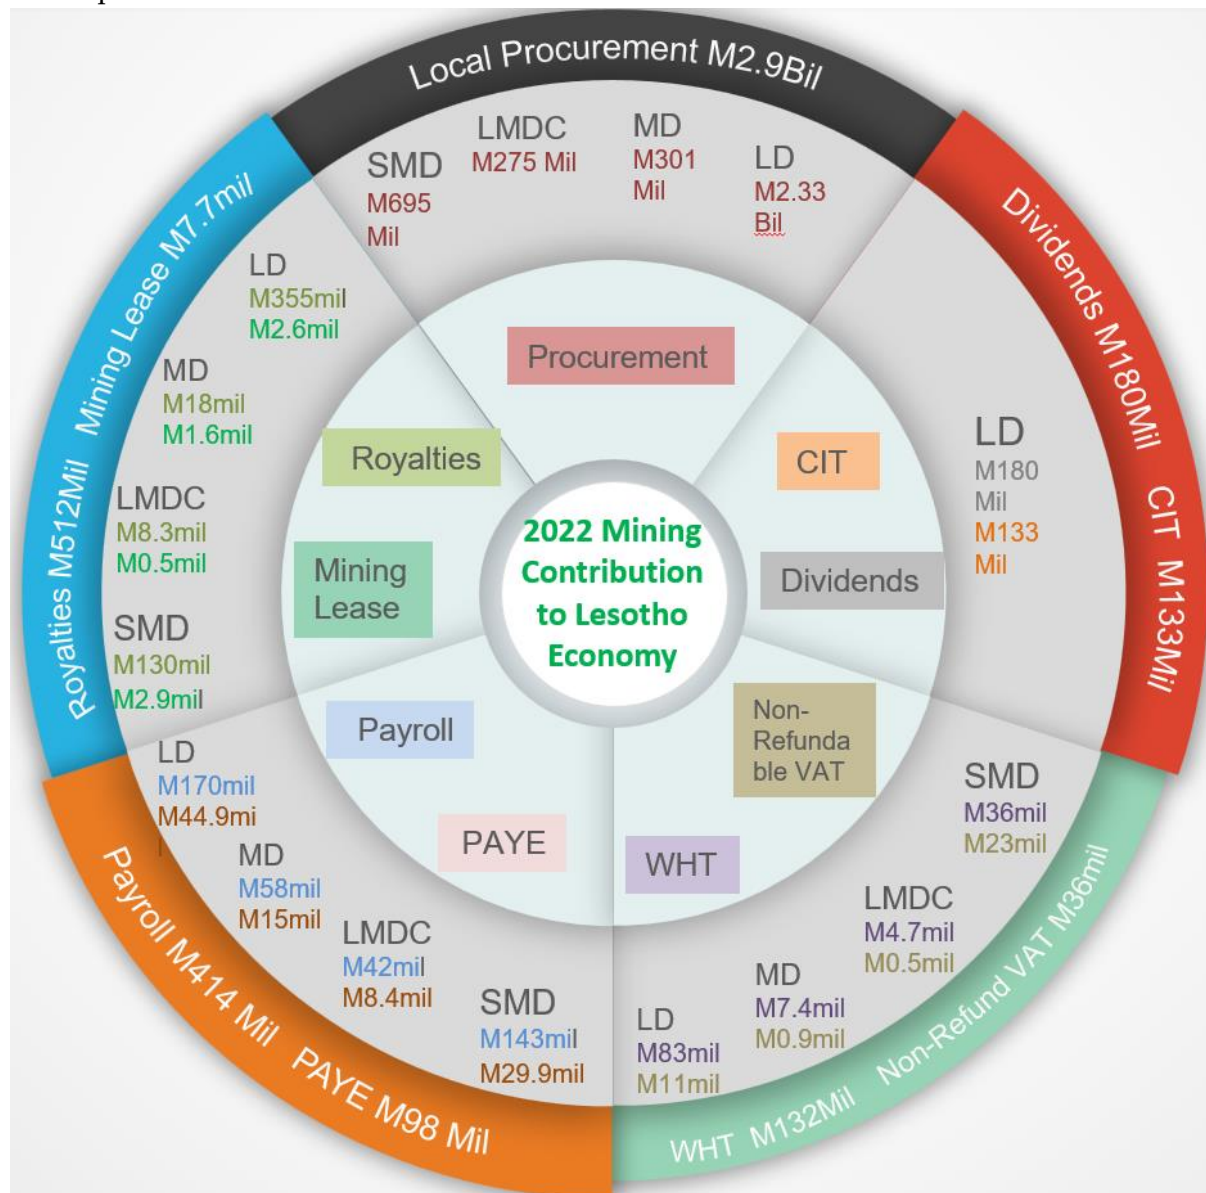 Local Procurement M2.9Bil
SMD
M695
Mil
LMDC
M275 Mil
MD
M301
Mil
LD
M2.33
Bil
Dividends M180Mil CIT M133Mil
LD
M180
Mil
M133
Mil
Royalties M512Mil Mining Lease M7.7mil
LD
M355mil
M2.6mil
MD
M18mil
M1.6mil
LMDC
M8.3mil
M0.5mil
SMD
M130mil
M2.9mil
Procurement
Royalties
CIT
Mining
Lease
Dividends
2022 Mining
Contribution
to Lesotho
Economy
Payroll
Non-
Refunda
ble VAT
PAYE
WHT
LD
M170mil
M44.9mi
l
MD
M58mil
M15mil
LMDC
M42mil
M8.4mil
SMD
M143mil
M29.9mil
Payroll M414 Mil PAYE M98 Mil
LD
M83mil
M11mil
MD
M7.4mil
M0.9mil
LMDC
M4.7mil
M0.5mil
SMD
M36mil
M23mil
WHT M132Mil Non-Refund VAT M36mil